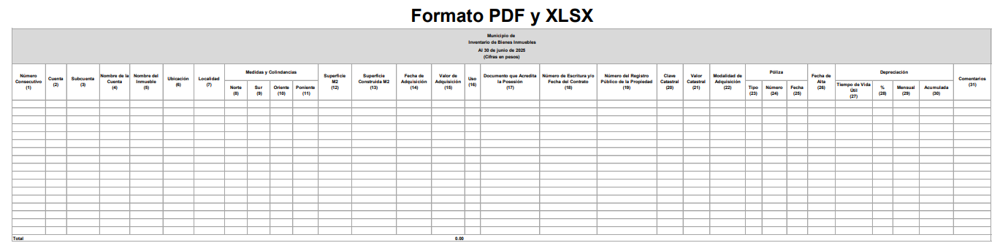 Formato PDF y XLSX
Municipio de
Inventario de Bienes Inmuebles
Al 30 de junio de 2025
(Cifras en pesos)
Número Consecutivo (1)
Cuenta (2)
Subcuenta (3)
Nombre de la Cuenta (4)
Nombre del Inmueble (5)
Ubicación (6)
Localidad (7)
Medidas y Colindancias
Norte (8)
Sur (9)
Oriente (10)
Poniente (11)
Superficie M2 (12)
Superficie Construida M2 (13)
Fecha de Adquisición (14)
Valor de Adquisición (15)
Uso (16)
Documento que Acredita la Posesión (17)
Número de Escritura y/o Fecha del Contrato (18)
Número del Registro Público de la Propiedad (19)
Clave Catastral (20)
Valor Catastral (21)
Modalidad de Adquisición (22)
Póliza
Tipo (23)
Número (24)
Fecha (25)
Fecha de Alta (26)
Depreciación
Tiempo de Vida Útil (27)
% (28)
Mensual (29)
Acumulada (30)
Comentarios (31)
Total 0.00